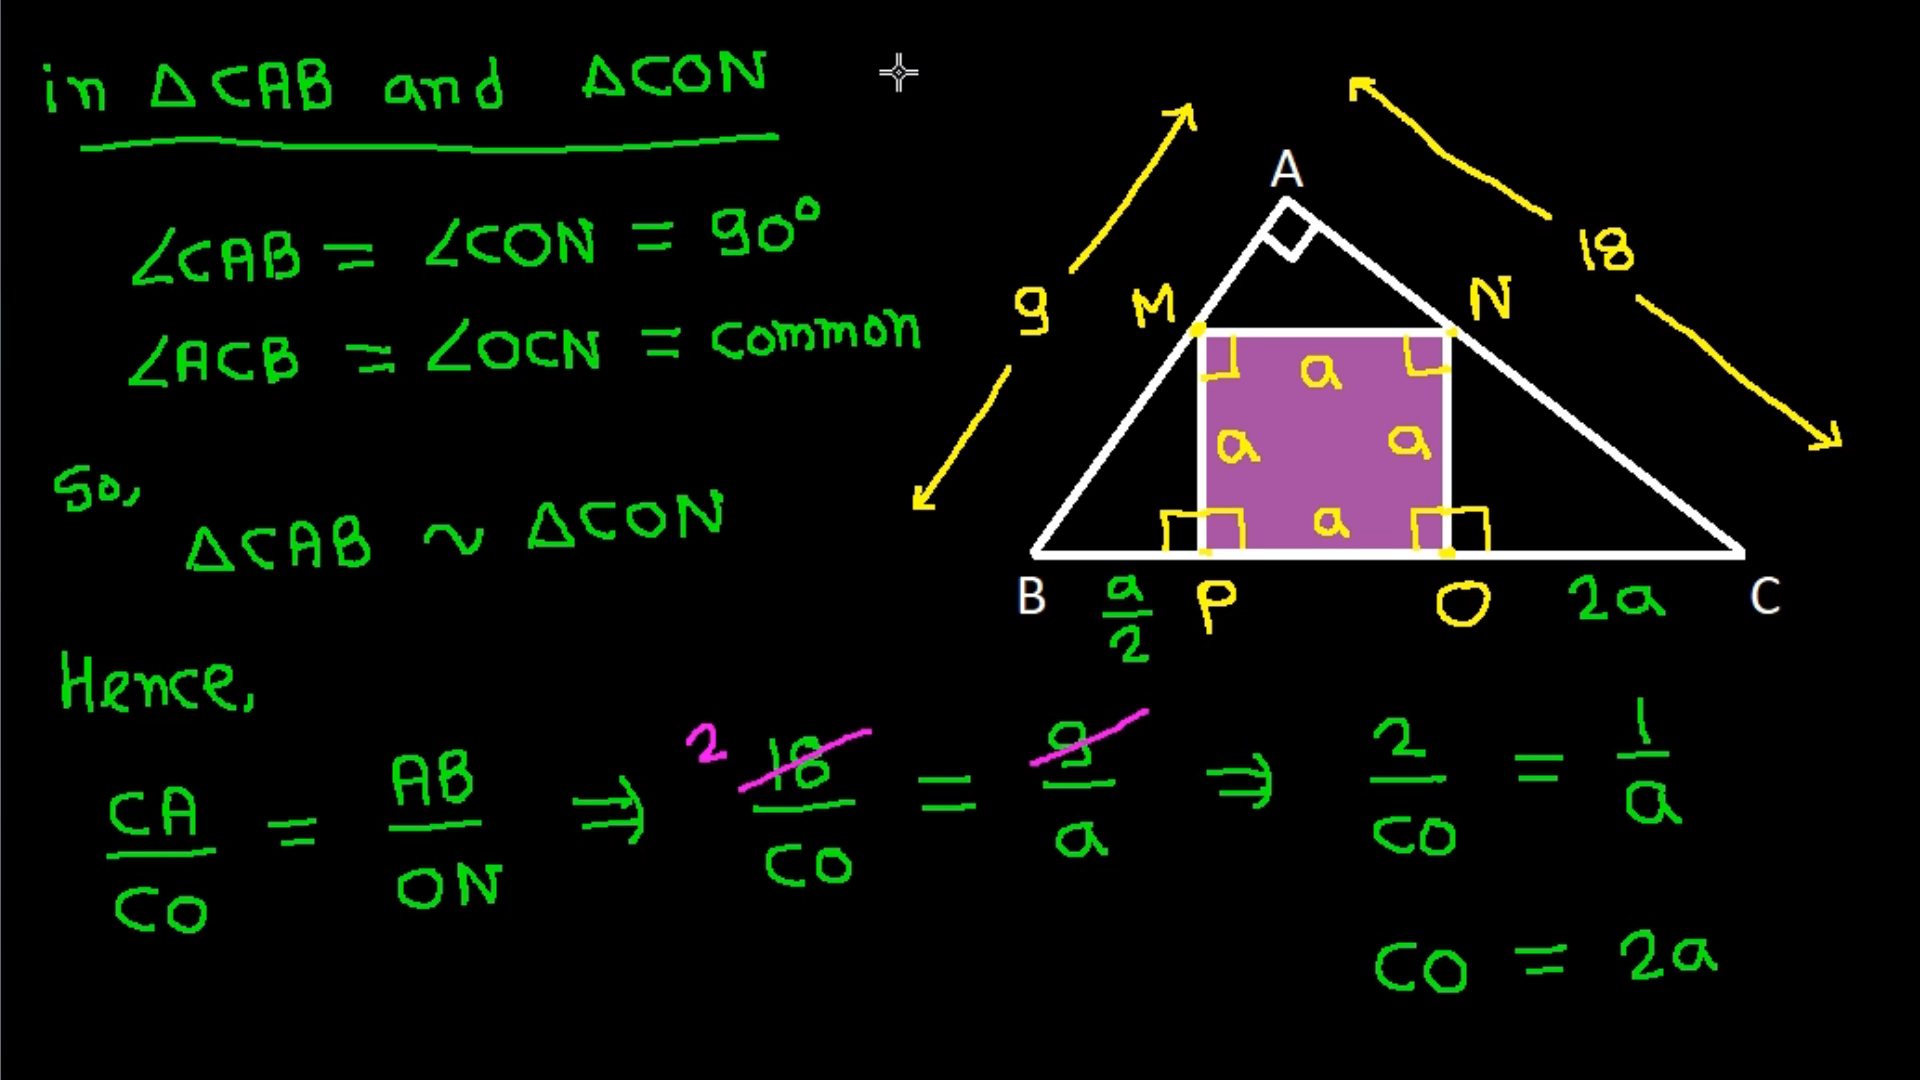 in ΔCAB and ΔCON
∠CAB = ∠CON = 90°
∠ACB = ∠OCN = common
So,
ΔCAB ~ ΔCON
Hence,
CA/CO = AB/ON ⇒ 2 18/CO = 9/a ⇒ 2/CO = 1/a
CO = 2a
A
18
9
M
N
a
a
a
a
B
a/2
P
O
2a
C